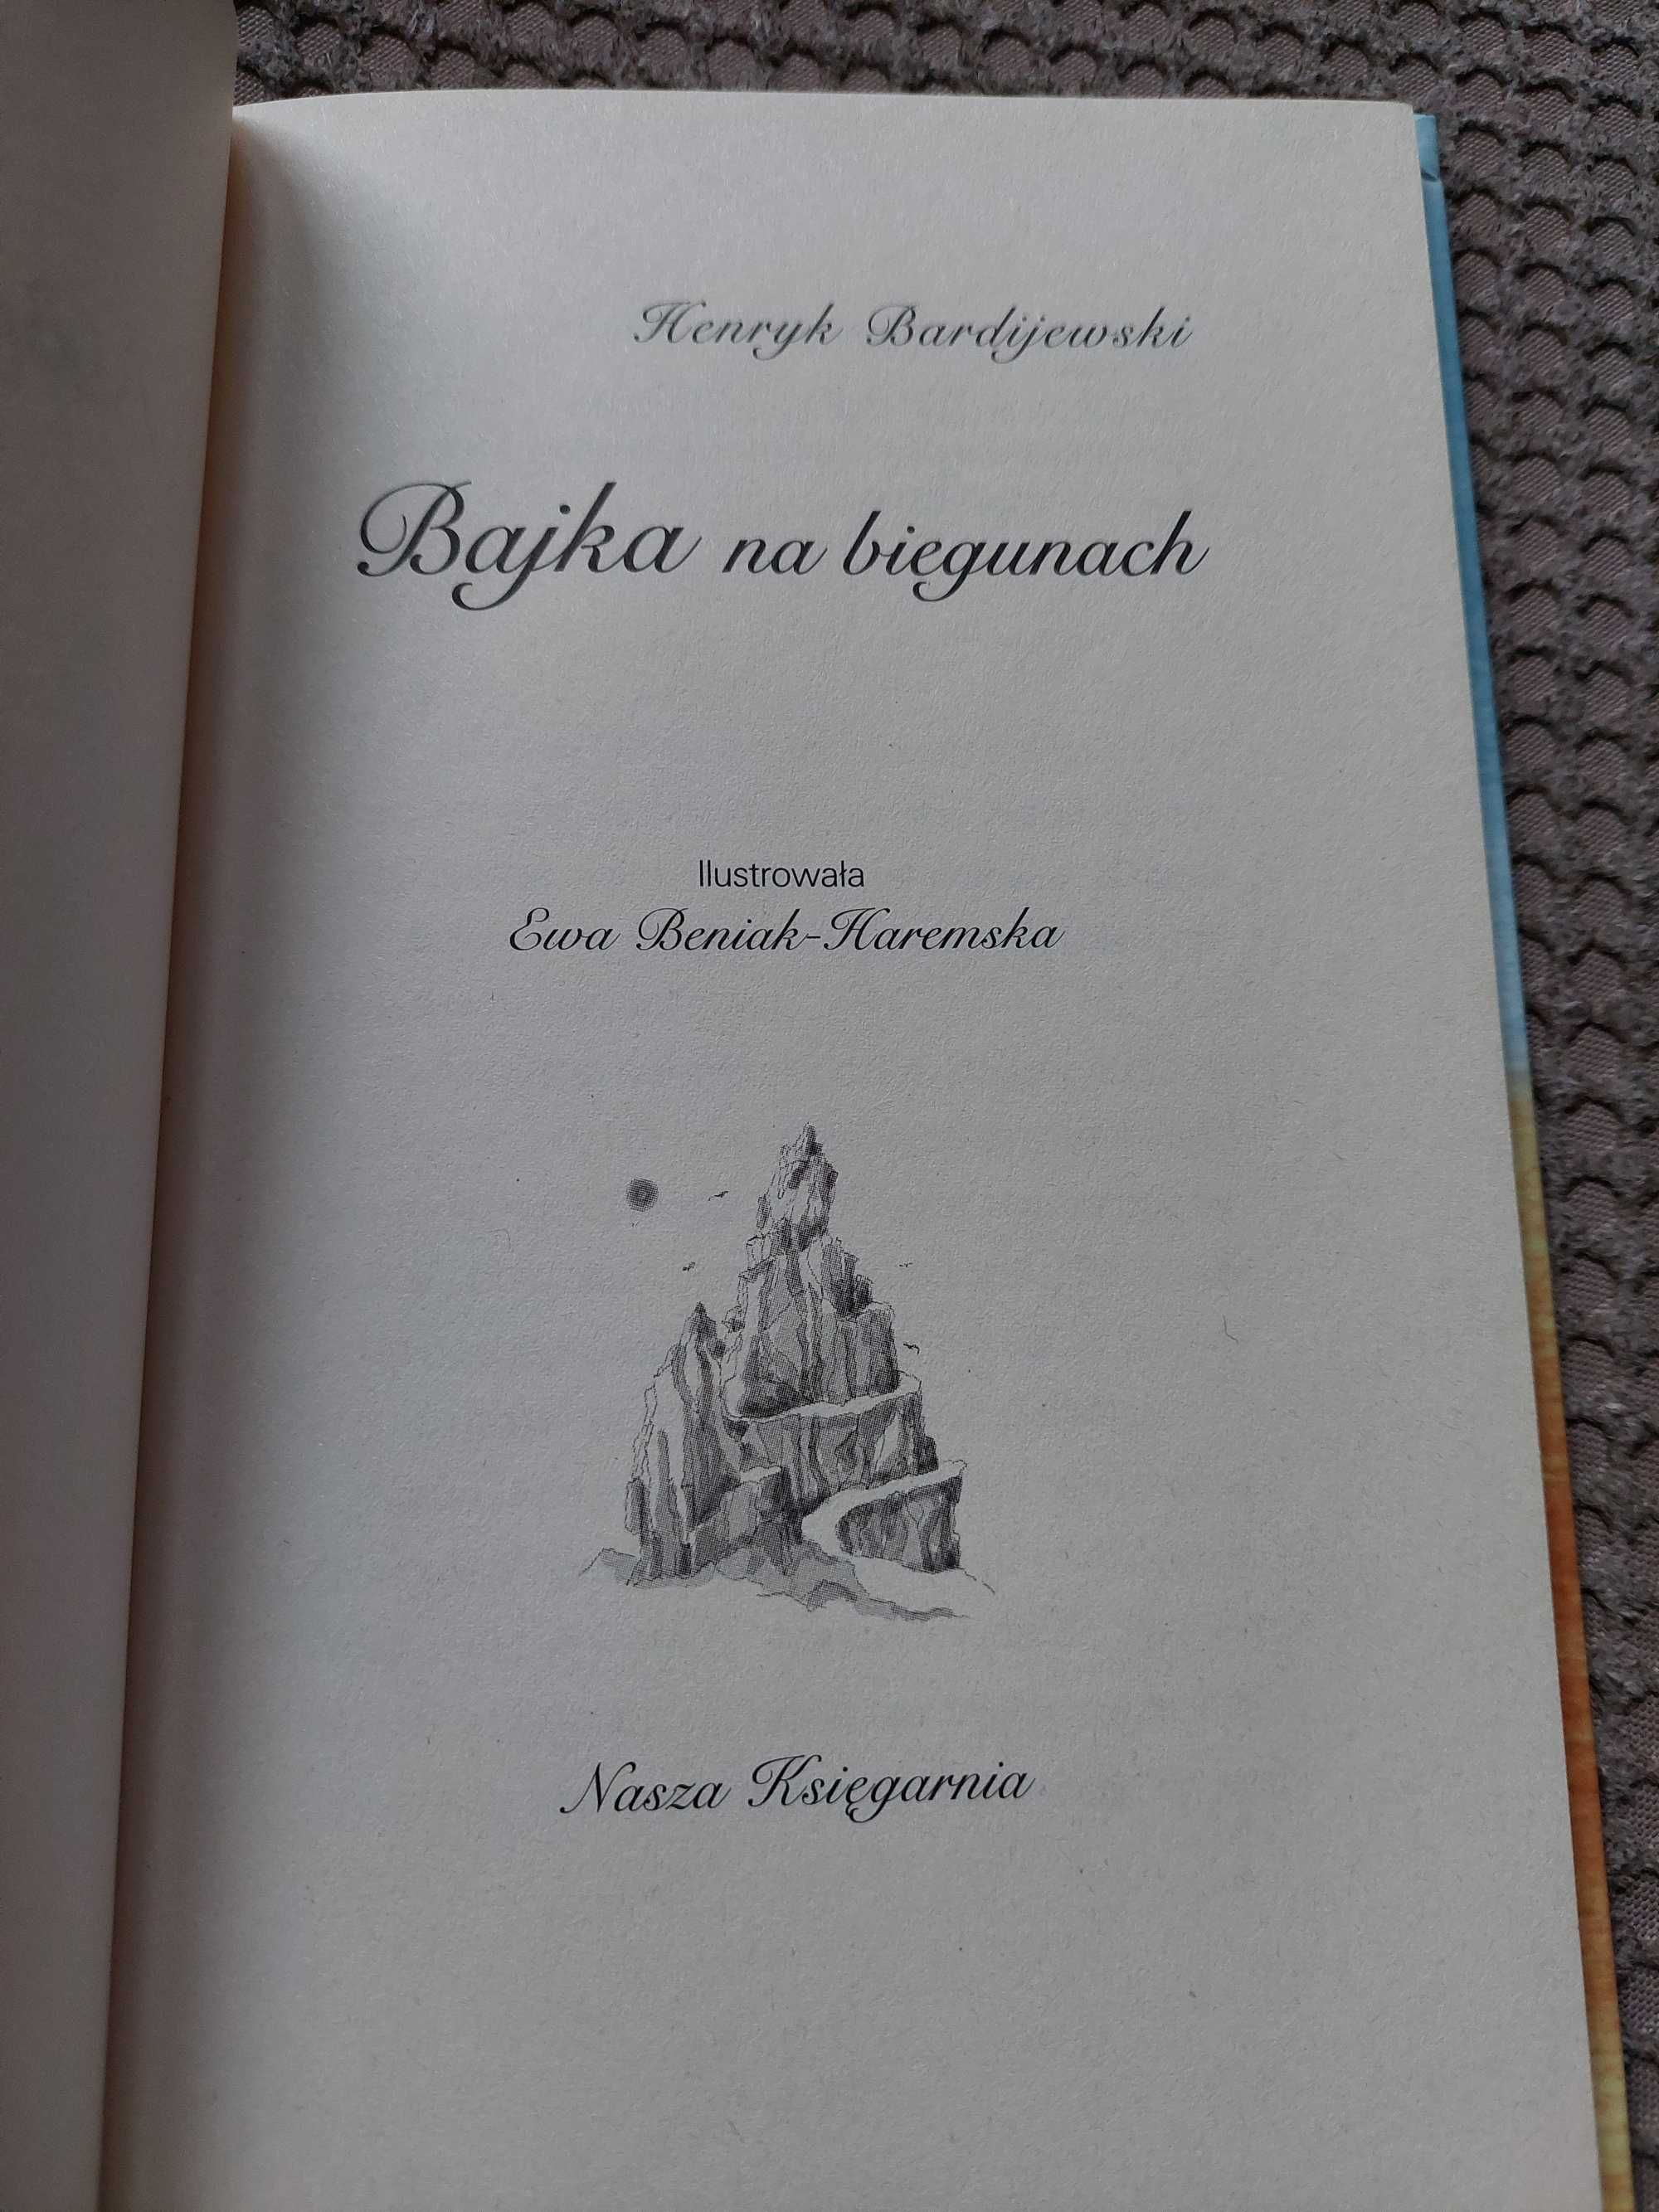 Henryk Bardijewski
Bajka na biegunach
Ilustrowała
Ewa Beniak-Haremska
Nasza Księgarnia